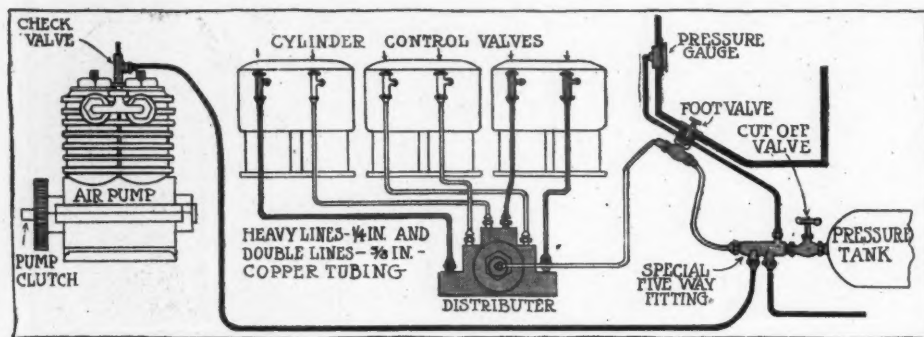 CHECK
VALVE
CYLINDER CONTROL VALVES
PRESSURE
GAUGE
FOOT VALVE
CUT OFF
VALVE
AIR PUMP
PUMP
CLUTCH
HEAVY LINES-1/4 IN. AND
DOUBLE LINES-3/8 IN.-
COPPER TUBING
DISTRIBUTER
SPECIAL
FIVE WAY
FITTING
PRESSURE
TANK